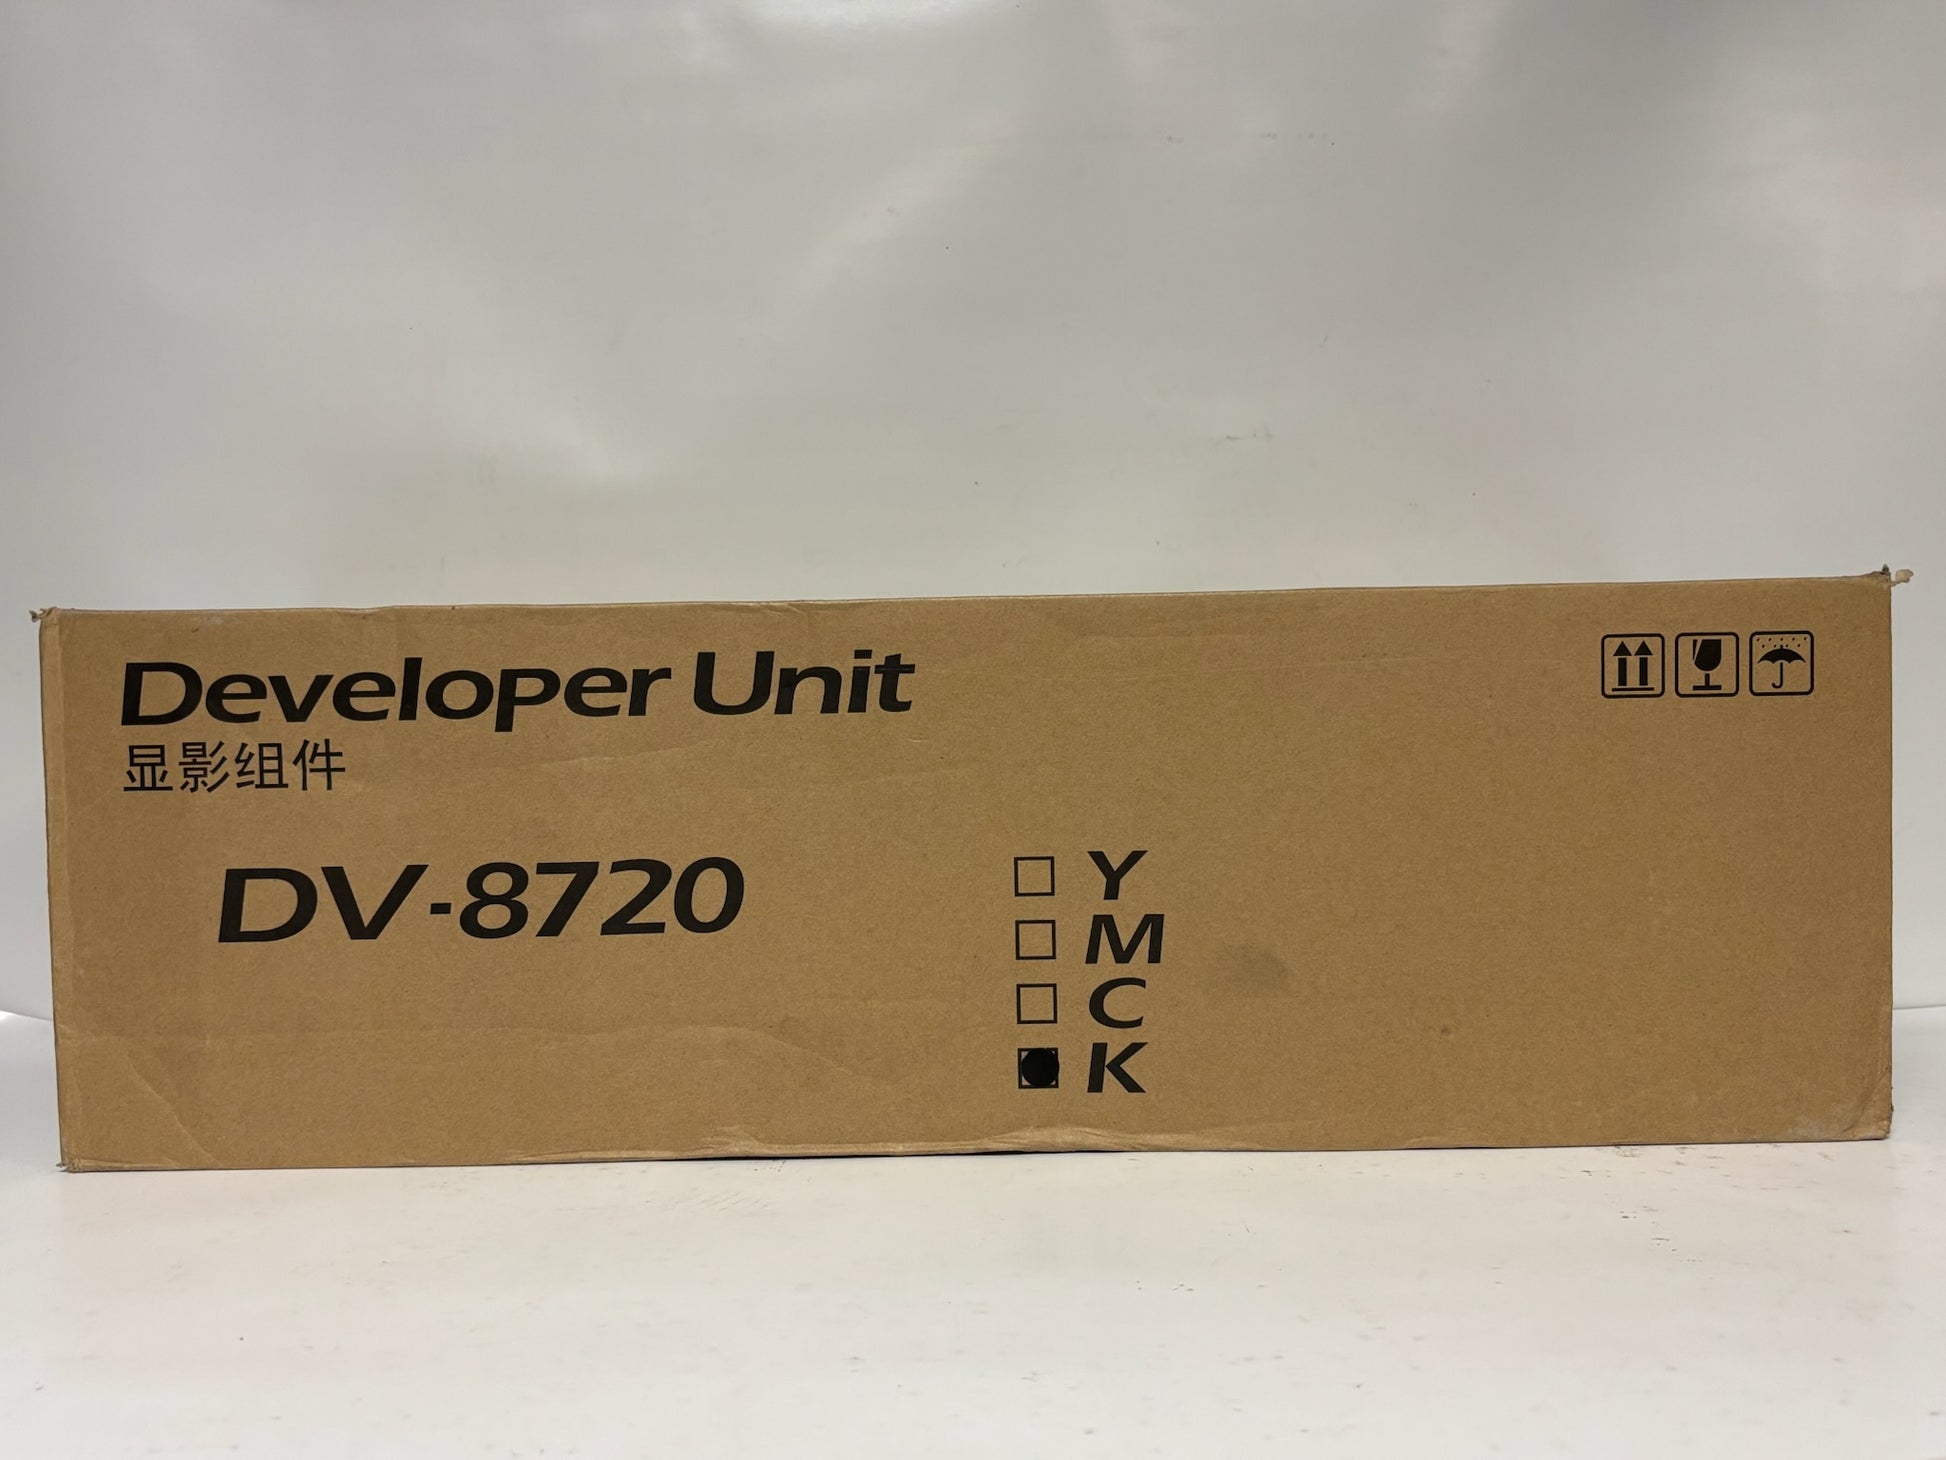 Developer Unit
显影组件
DV-8720
Y
M
C
K